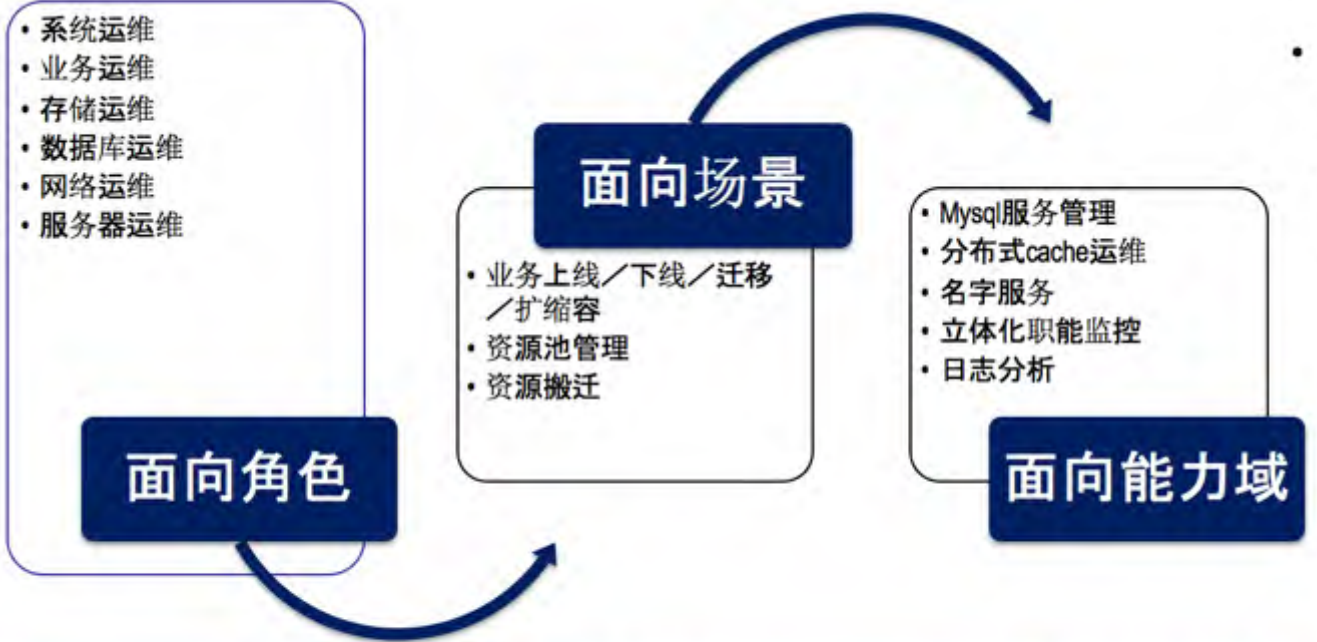 • 系统运维
• 业务运维
• 存储运维
• 数据库运维
• 网络运维
• 服务器运维
面向角色
面向场景
• 业务上线／下线／迁移
／扩缩容
• 资源池管理
• 资源搬迁
• Mysql服务管理
• 分布式cache运维
• 名字服务
• 立体化职能监控
• 日志分析
面向能力域
•